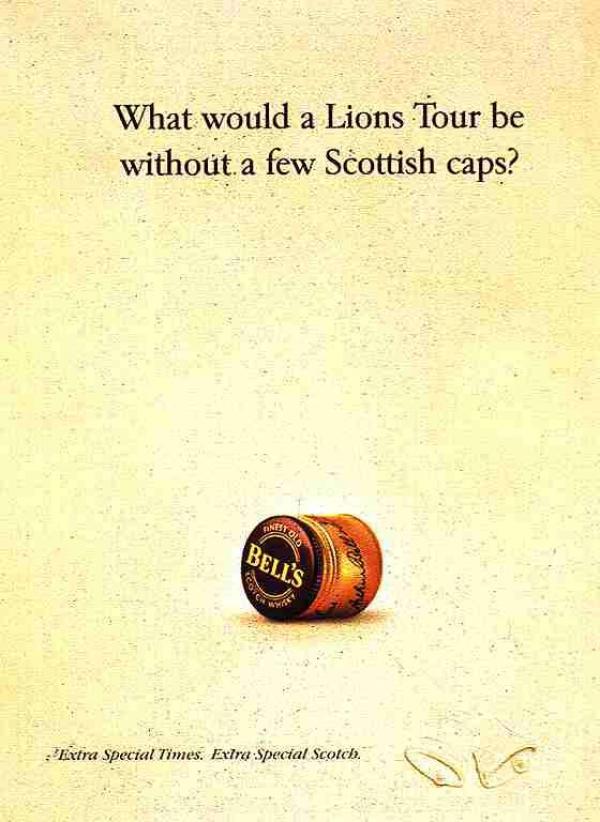 What would a Lions Tour be
without a few Scottish caps?
FINEST OLD
BELL'S
SCOTCH WHISKY
Extra Special Times. Extra Special Scotch.